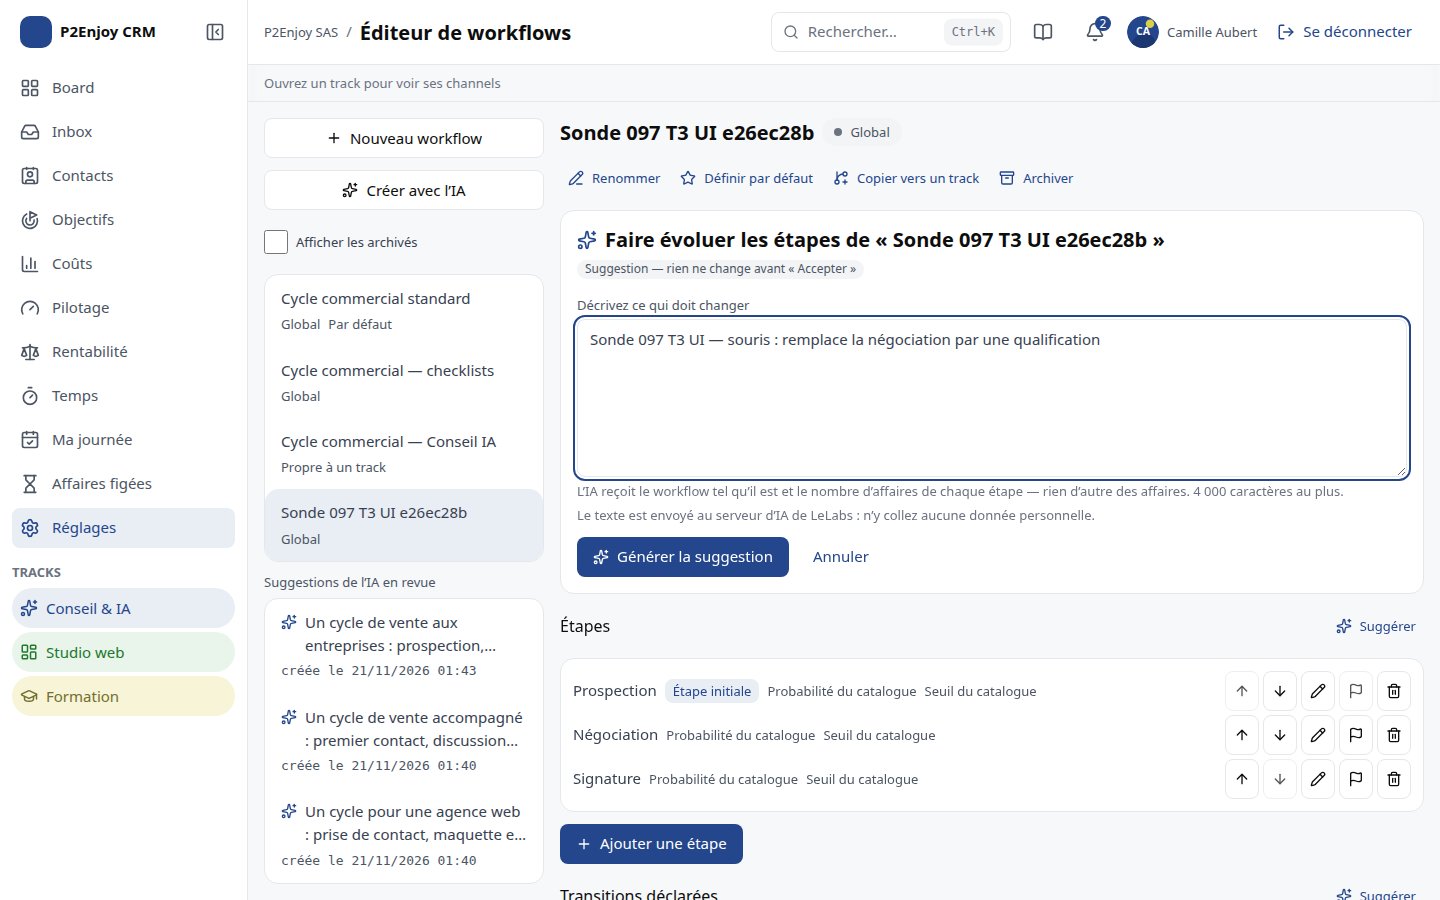 P2Enjoy CRM
P2Enjoy SAS / Éditeur de workflows
Rechercher... Ctrl+K
2
CA Camille Aubert
Se déconnecter
Board
Inbox
Contacts
Objectifs
Coûts
Pilotage
Rentabilité
Temps
Ma journée
Affaires figées
Réglages
TRACKS
Conseil & IA
Studio web
Formation
Ouvrez un track pour voir ses channels
Nouveau workflow
Créer avec l’IA
Afficher les archivés
Cycle commercial standard
Global Par défaut
Cycle commercial — checklists
Global
Cycle commercial — Conseil IA
Propre à un track
Sonde 097 T3 UI e26ec28b
Global
Suggestions de l’IA en revue
Un cycle de vente aux
entreprises : prospection,...
créée le 21/11/2026 01:43
Un cycle de vente accompagné
: premier contact, discussion...
créée le 21/11/2026 01:40
Un cycle pour une agence web
: prise de contact, maquette e...
créée le 21/11/2026 01:40
Sonde 097 T3 UI e26ec28b Global
Renommer Définir par défaut Copier vers un track Archiver
Faire évoluer les étapes de « Sonde 097 T3 UI e26ec28b »
Suggestion — rien ne change avant « Accepter »
Décrivez ce qui doit changer
Sonde 097 T3 UI — souris : remplace la négociation par une qualification
L’IA reçoit le workflow tel qu’il est et le nombre d’affaires de chaque étape — rien d’autre des affaires. 4 000 caractères au plus.
Le texte est envoyé au serveur d’IA de LeLabs : n’y collez aucune donnée personnelle.
Générer la suggestion Annuler
Étapes Suggérer
Prospection Étape initiale Probabilité du catalogue Seuil du catalogue
Négociation Probabilité du catalogue Seuil du catalogue
Signature Probabilité du catalogue Seuil du catalogue
Ajouter une étape
Transitions déclarées Suggérer